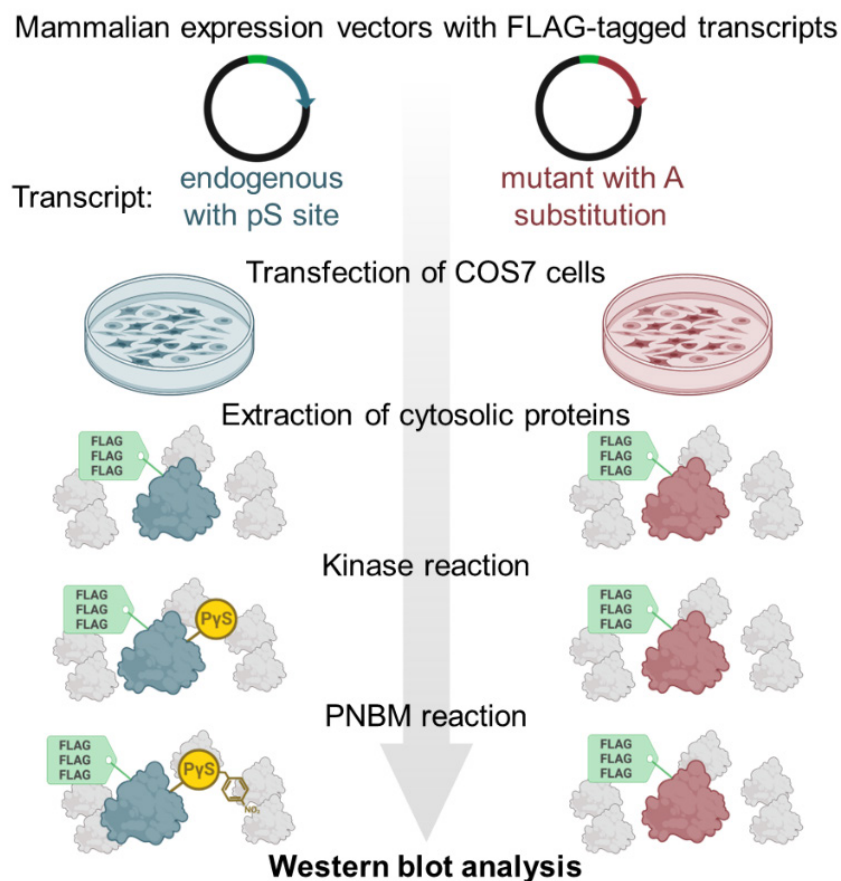 Mammalian expression vectors with FLAG-tagged transcripts
Transcript:
endogenous
with pS site
mutant with A
substitution
Transfection of COS7 cells
Extraction of cytosolic proteins
FLAG
FLAG
FLAG
FLAG
FLAG
FLAG
Kinase reaction
FLAG
FLAG
FLAG
PγS
FLAG
FLAG
FLAG
PNBM reaction
FLAG
FLAG
FLAG
PγS
NO₂
FLAG
FLAG
FLAG
Western blot analysis